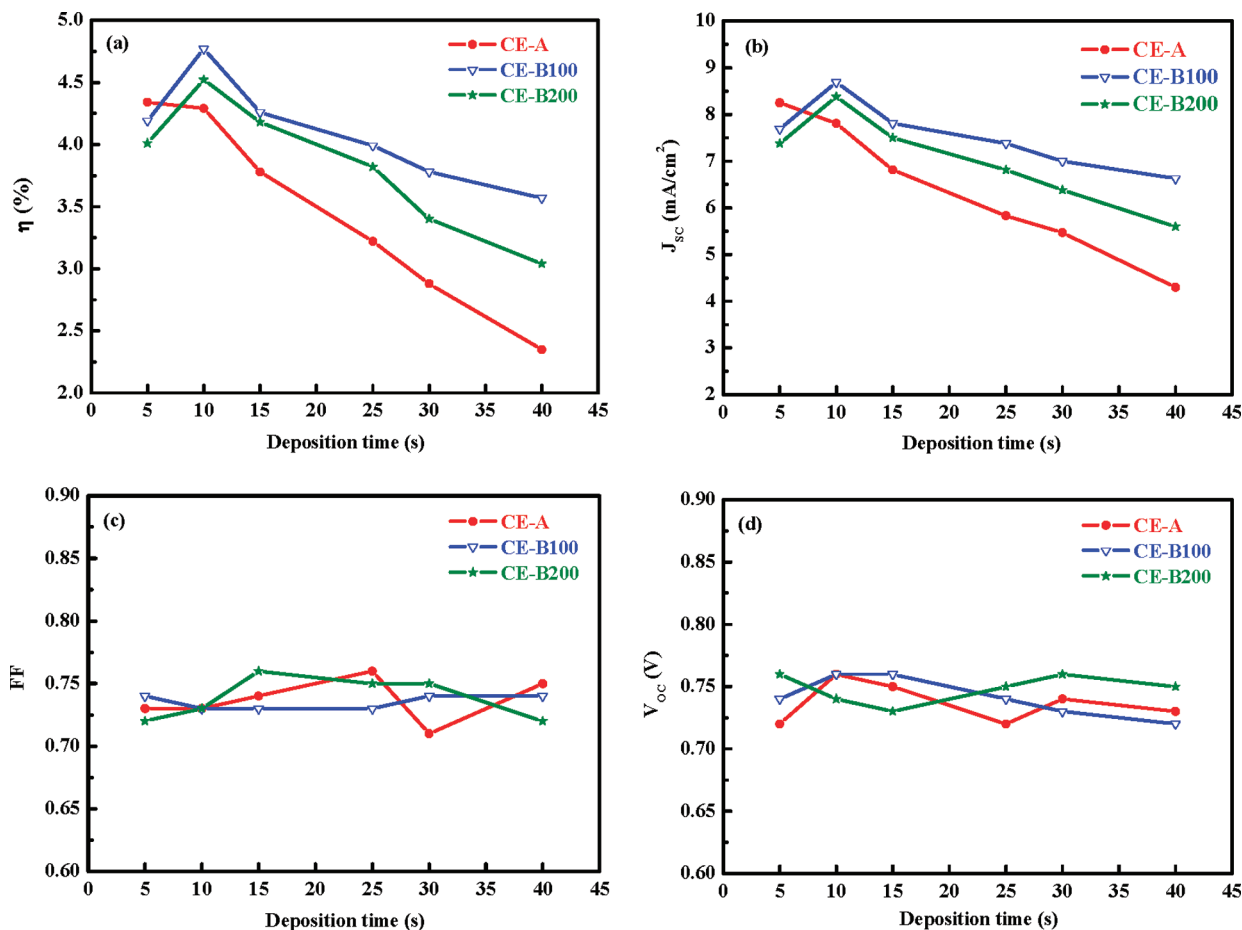 (a)
CE-A
CE-B100
CE-B200
5.0
4.5
4.0
3.5
3.0
2.5
2.0
η (%)
0 5 10 15 20 25 30 35 40 45
Deposition time (s)
(b)
CE-A
CE-B100
CE-B200
10
9
8
7
6
5
4
3
2
J_SC (mA/cm²)
0 5 10 15 20 25 30 35 40 45
Deposition time (s)
(c)
CE-A
CE-B100
CE-B200
0.90
0.85
0.80
0.75
0.70
0.65
0.60
FF
0 5 10 15 20 25 30 35 40 45
Deposition time (s)
(d)
CE-A
CE-B100
CE-B200
0.90
0.85
0.80
0.75
0.70
0.65
0.60
V_OC (V)
0 5 10 15 20 25 30 35 40 45
Deposition time (s)